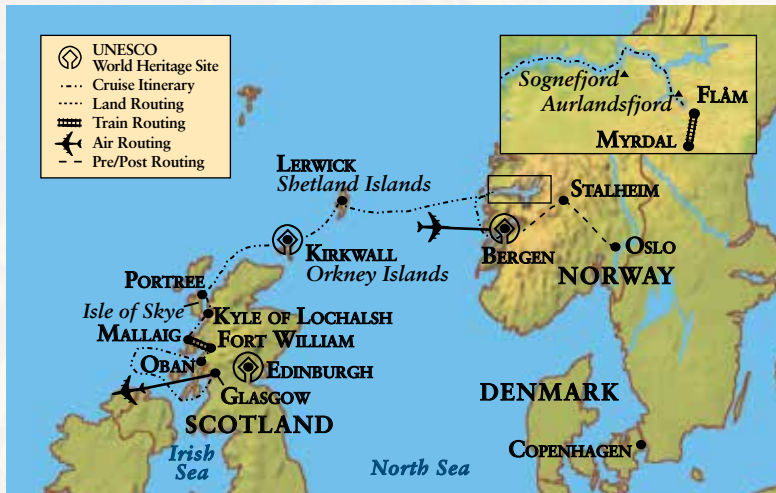 UNESCO
World Heritage Site
Cruise Itinerary
Land Routing
Train Routing
Air Routing
Pre/Post Routing
Sognefjord
Aurlandsfjord
FLÅM
MYRDAL
LERWICK
Shetland Islands
STALHEIM
KIRKWALL
Orkney Islands
BERGEN
OSLO
NORWAY
PORTREE
Isle of Skye
KYLE OF LOCHALSH
MALLAIG
FORT WILLIAM
OBAN
EDINBURGH
GLASGOW
SCOTLAND
DENMARK
COPENHAGEN
Irish
Sea
North Sea